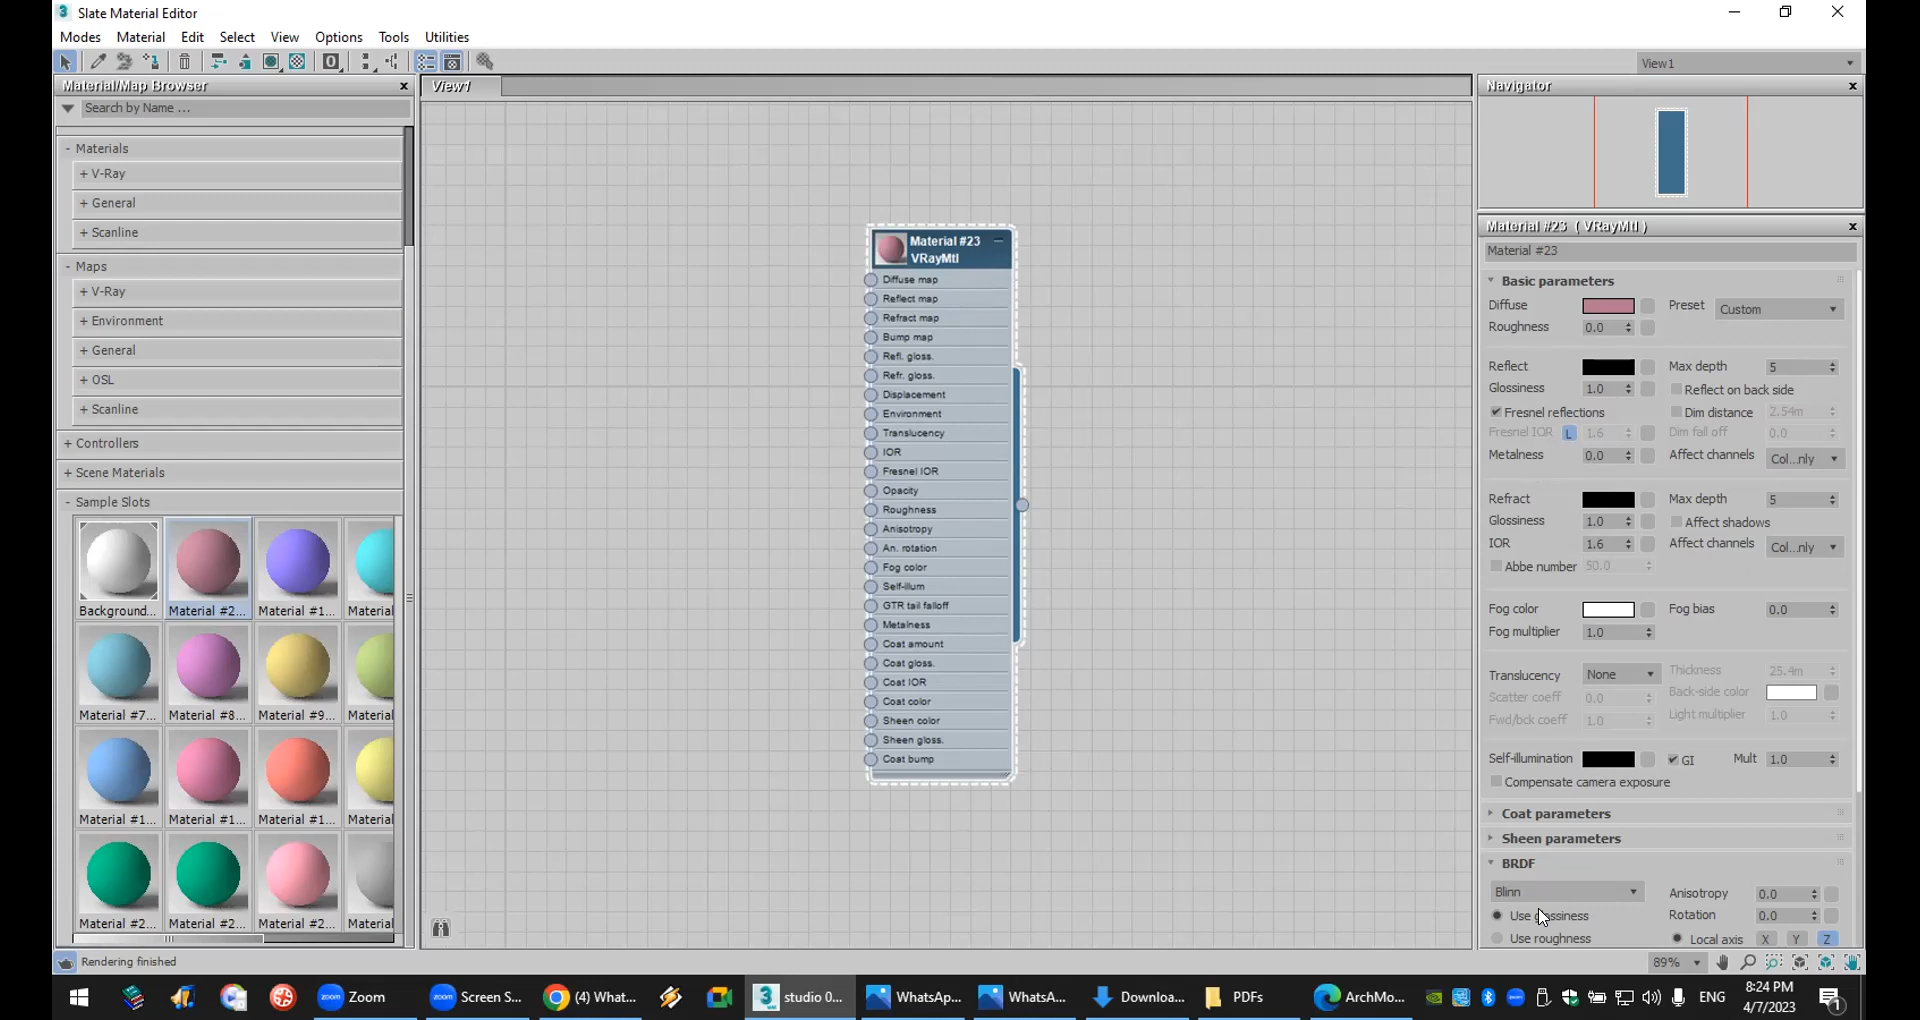 3 Slate Material Editor
Modes Material Edit Select View Options Tools Utilities
View1
Material/Map Browser
Search by Name ...
- Materials
+ V-Ray
+ General
+ Scanline
- Maps
+ V-Ray
+ Environment
+ General
+ OSL
+ Scanline
+ Controllers
+ Scene Materials
- Sample Slots
Background... Material #2... Material #1... Material
Material #7... Material #8... Material #9... Material
Material #1... Material #1... Material #1... Material
Material #2... Material #2... Material #2... Material
View1
Material #23
VRayMtl
Diffuse map
Reflect map
Refract map
Bump map
Refl. gloss.
Refr. gloss.
Displacement
Environment
Translucency
IOR
Fresnel IOR
Opacity
Roughness
Anisotropy
An. rotation
Fog color
Self-illum
GTR tail falloff
Metalness
Coat amount
Coat gloss.
Coat IOR
Coat color
Sheen color
Sheen gloss.
Coat bump
Navigator
Material #23 ( VRayMtl )
Material #23
Basic parameters
Diffuse Preset Custom
Roughness 0.0
Reflect Max depth 5
Glossiness 1.0 Reflect on back side
Fresnel reflections Dim distance 2.54m
Fresnel IOR L 1.6 Dim fall off 0.0
Metalness 0.0 Affect channels Col...nly
Refract Max depth 5
Glossiness 1.0 Affect shadows
IOR 1.6 Affect channels Col...nly
Abbe number 50.0
Fog color Fog bias 0.0
Fog multiplier 1.0
Translucency None Thickness 25.4m
Scatter coeff 0.0 Back-side color
Fwd/bck coeff 1.0 Light multiplier 1.0
Self-illumination GI Mult 1.0
Compensate camera exposure
Coat parameters
Sheen parameters
BRDF
Blinn Anisotropy 0.0
Use glossiness Rotation 0.0
Use roughness Local axis X Y Z
Rendering finished 89%
zoom Zoom zoom Screen S... (4) What... 3 studio 0... WhatsAp... WhatsA... Downloa... PDFs ArchMo... ENG 8:24 PM
4/7/2023 1